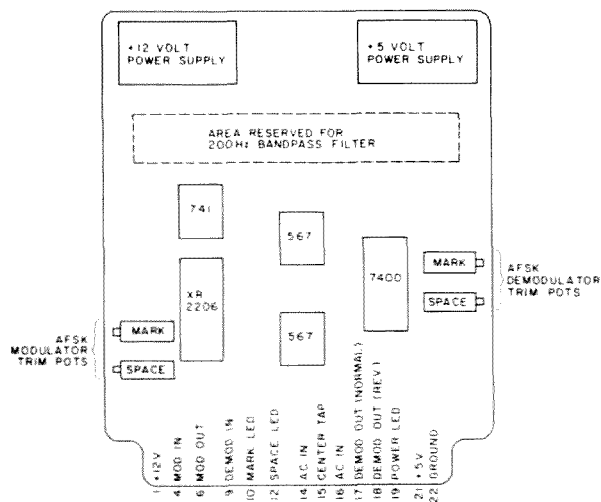 +12 VOLT
POWER SUPPLY
+5 VOLT
POWER SUPPLY
AREA RESERVED FOR
200Hz BANDPASS FILTER
741
567
7400
MARK
SPACE
AFSK
DEMODULATOR
TRIM POTS
XR
2206
567
MARK
SPACE
AFSK
MODULATOR
TRIM POTS
1 +12V
4 MOD IN
6 MOD OUT
9 DEMOD IN
10 MARK LED
12 SPACE LED
14 AC IN
15 CENTER TAP
16 AC IN
17 DEMOD OUT (NORMAL)
18 DEMOD OUT (REV.)
19 POWER LED
21 +5V
22 GROUND